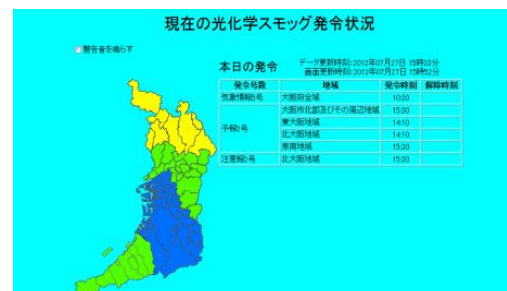 現在の光化学スモッグ発令状況
警告音を鳴らす
本日の発令
データ更新時刻:2012年07月27日 15時33分
画面更新時刻:2012年07月27日 15時52分
発令号数 地域 発令時刻 解除時刻
気象情報5号 大阪府全域 10:20
予報2号 大阪市北部及びその周辺地域 15:30
東大阪地域 14:10
北大阪地域 14:10
泉南地域 15:30
注意報2号 北大阪地域 15:30